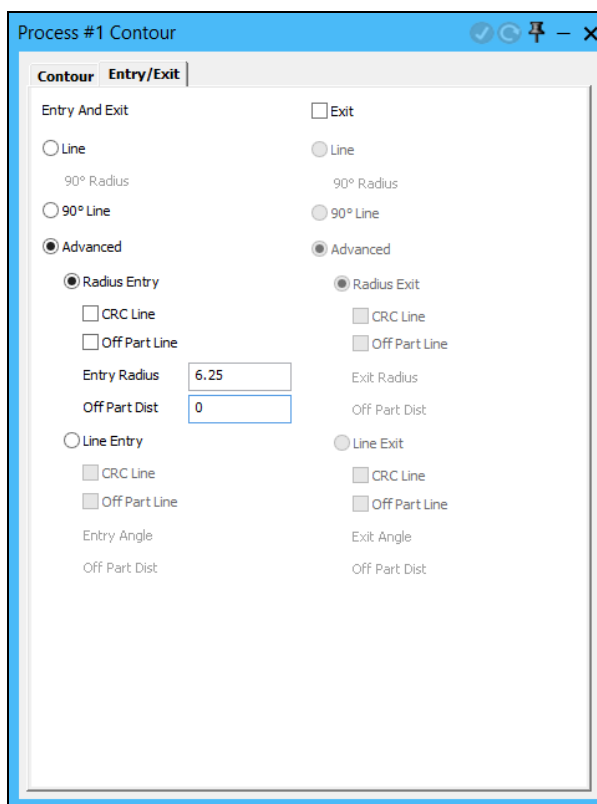 Process #1 Contour
Contour Entry/Exit
Entry And Exit
Exit
Line
Line
90° Radius
90° Radius
90° Line
90° Line
Advanced
Advanced
Radius Entry
Radius Exit
CRC Line
CRC Line
Off Part Line
Off Part Line
Entry Radius 6.25
Exit Radius
Off Part Dist 0
Off Part Dist
Line Entry
Line Exit
CRC Line
CRC Line
Off Part Line
Off Part Line
Entry Angle
Exit Angle
Off Part Dist
Off Part Dist